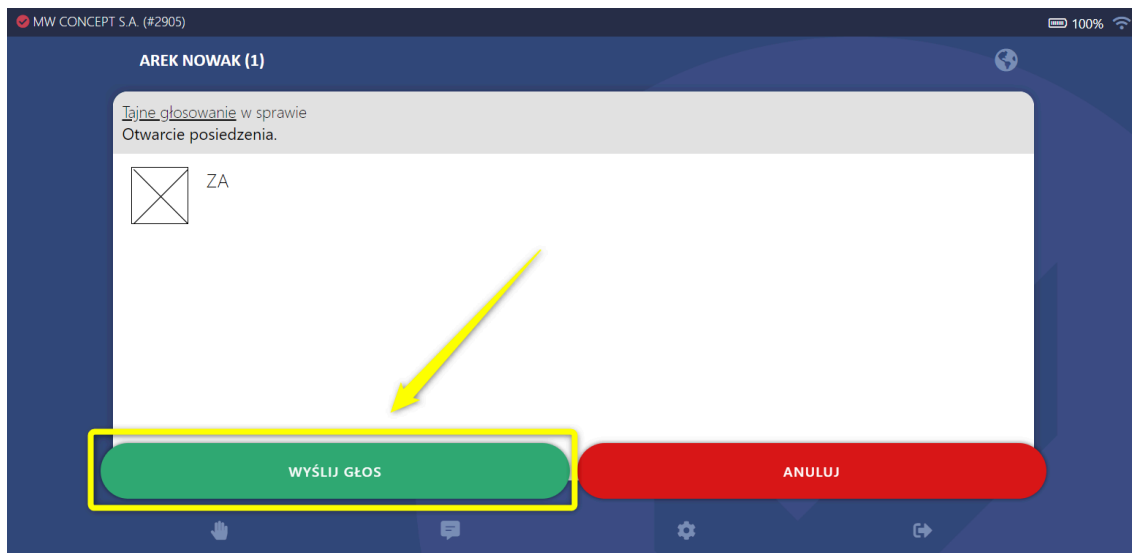 MW CONCEPT S.A. (#2905)
100%
AREK NOWAK (1)
Tajne głosowanie w sprawie
Otwarcie posiedzenia.
ZA
WYŚLIJ GŁOS
ANULUJ